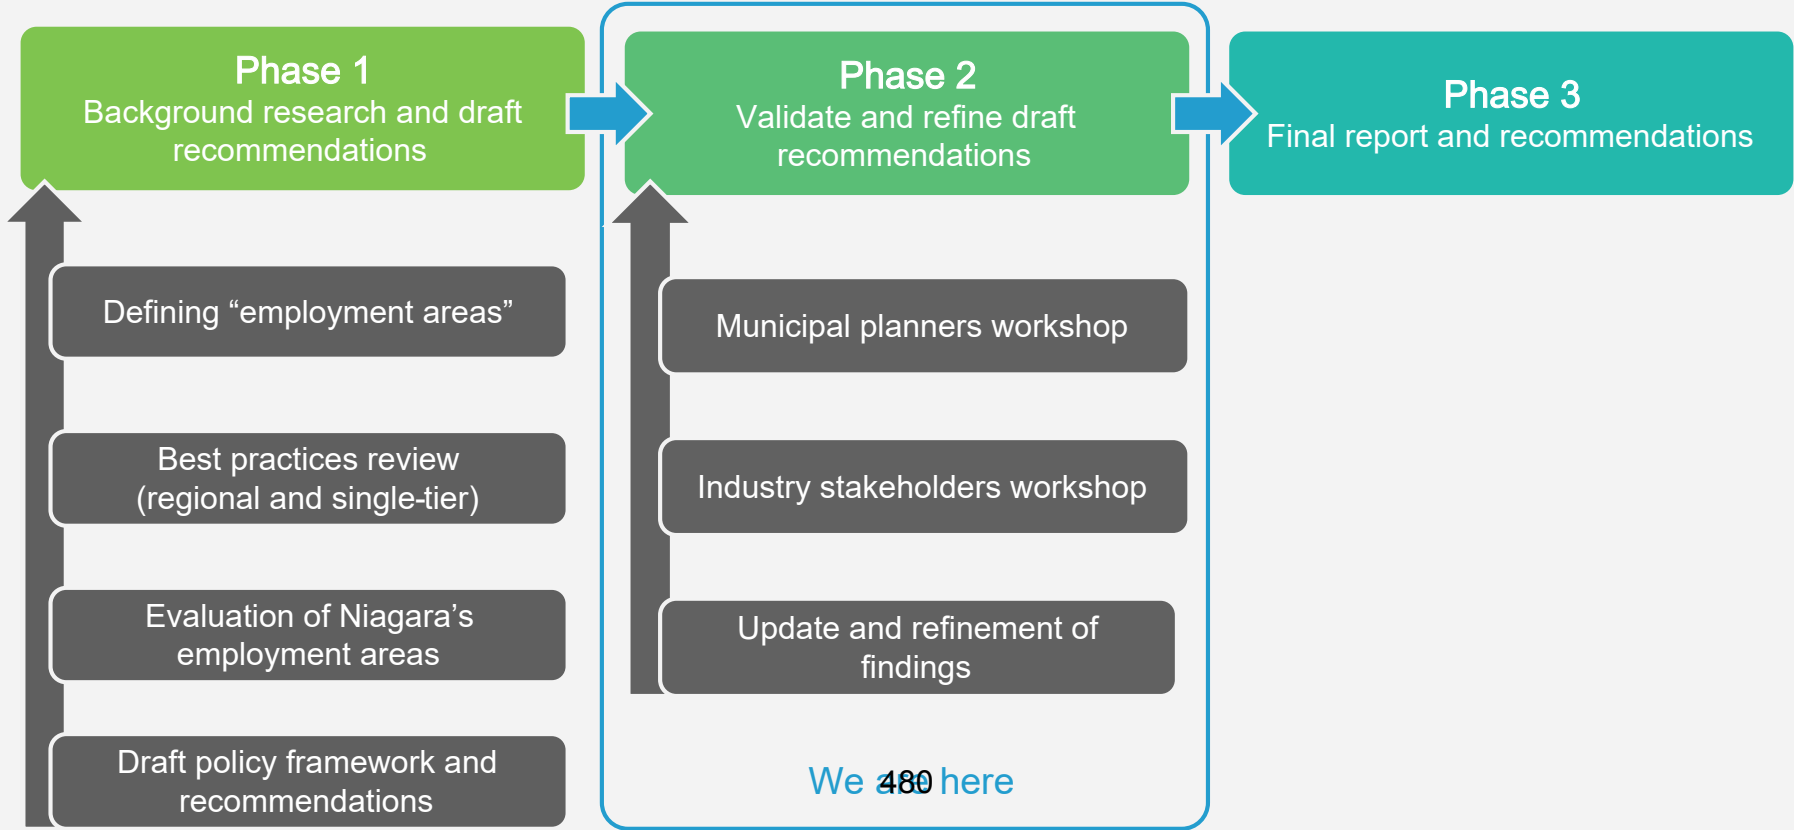 Phase 1
Background research and draft
recommendations
Defining “employment areas”
Best practices review
(regional and single-tier)
Evaluation of Niagara’s
employment areas
Draft policy framework and
recommendations
Phase 2
Validate and refine draft
recommendations
Municipal planners workshop
Industry stakeholders workshop
Update and refinement of
findings
We are here
480
Phase 3
Final report and recommendations